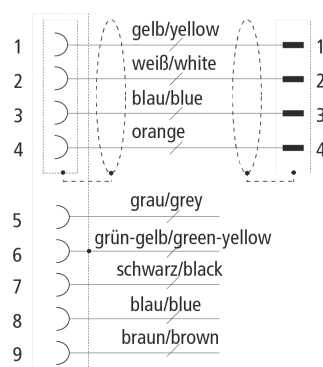 1 gelb/yellow 1
2 weiß/white 2
3 blau/blue 3
4 orange 4
5 grau/grey
6 grün-gelb/green-yellow
7 schwarz/black
8 blau/blue
9 braun/brown